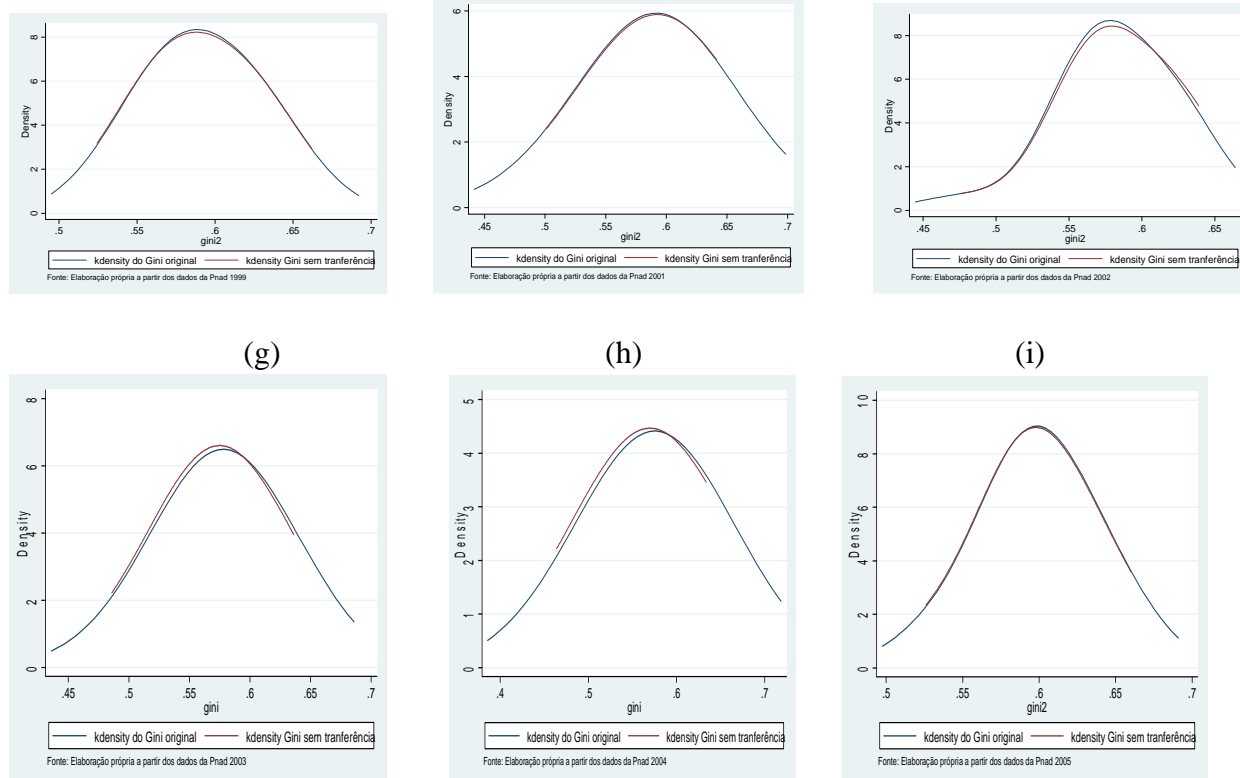 Density
0 2 4 6 8
.5 .55 .6 .65 .7
gini2
kdensity do Gini original kdensity Gini sem tranferência
Fonte: Elaboração própria a partir dos dados da Pnad 1999
Density
0 2 4 6
.45 .5 .55 .6 .65 .7
gini2
kdensity do Gini original kdensity Gini sem tranferência
Fonte: Elaboração própria a partir dos dados da Pnad 2001
Density
0 2 4 6 8
.45 .5 .55 .6 .65
gini2
kdensity do Gini original kdensity Gini sem tranferência
Fonte: Elaboração própria a partir dos dados da Pnad 2002
(g) (h) (i)
Density
0 2 4 6 8
.45 .5 .55 .6 .65 .7
gini
kdensity do Gini original kdensity Gini sem tranferência
Fonte: Elaboração própria a partir dos dados da Pnad 2003
Density
0 1 2 3 4 5
.4 .5 .6 .7
gini
kdensity do Gini original kdensity Gini sem tranferência
Fonte: Elaboração própria a partir dos dados da Pnad 2004
Density
0 2 4 6 8 10
.5 .55 .6 .65 .7
gini2
kdensity do Gini original kdensity Gini sem tranferência
Fonte: Elaboração própria a partir dos dados da Pnad 2005